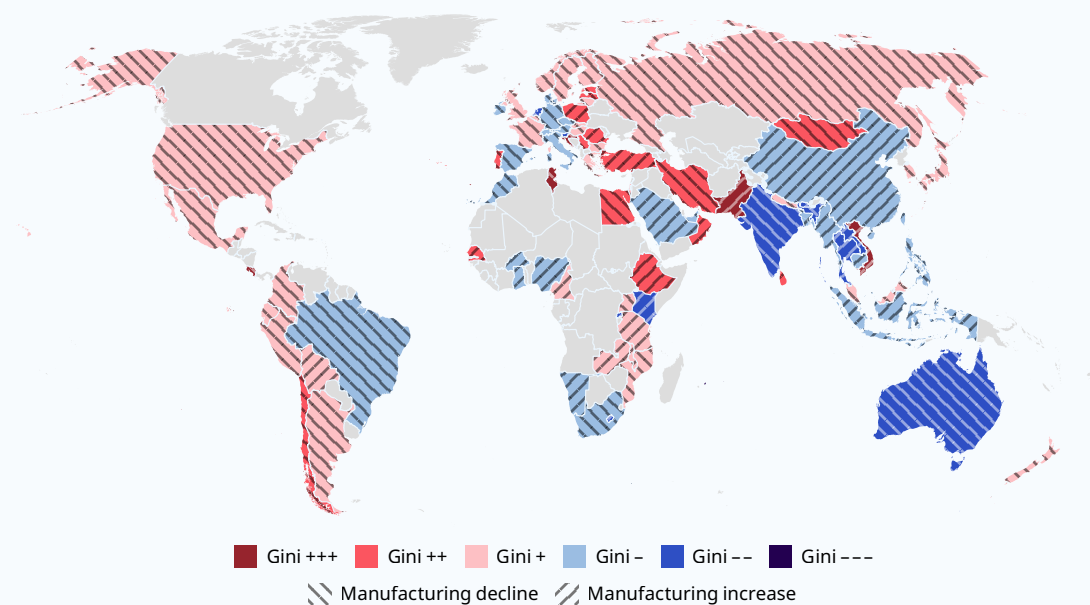 Gini +++ Gini ++ Gini + Gini – Gini – – Gini – – –
Manufacturing decline Manufacturing increase